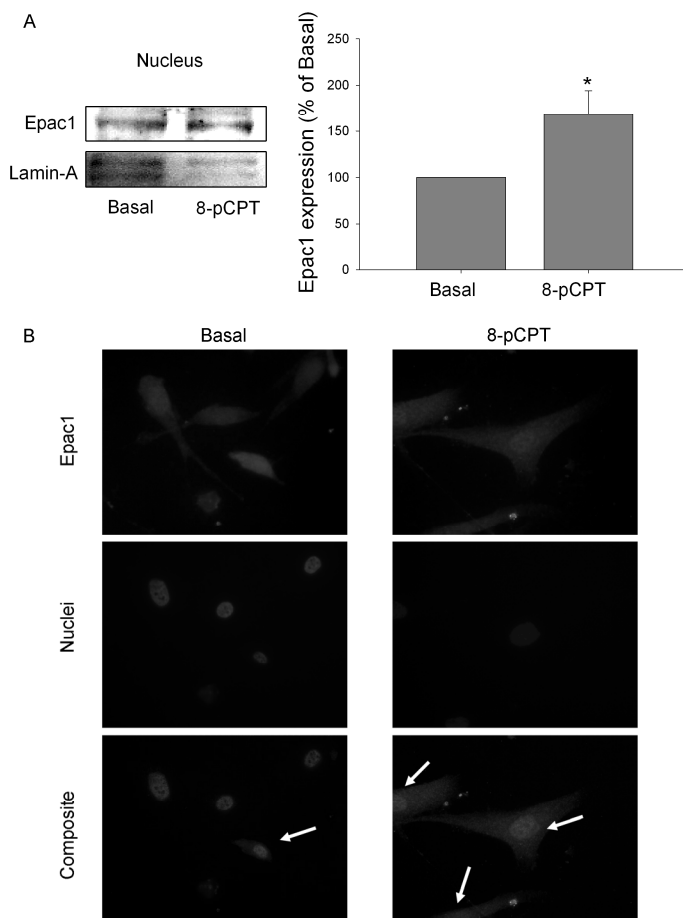 A
Nucleus
Epac1
Lamin-A
Basal 8-pCPT
Epac1 expression (% of Basal)
250
200
150
100
50
0
*
Basal 8-pCPT
B
Basal 8-pCPT
Epac1
Nuclei
Composite